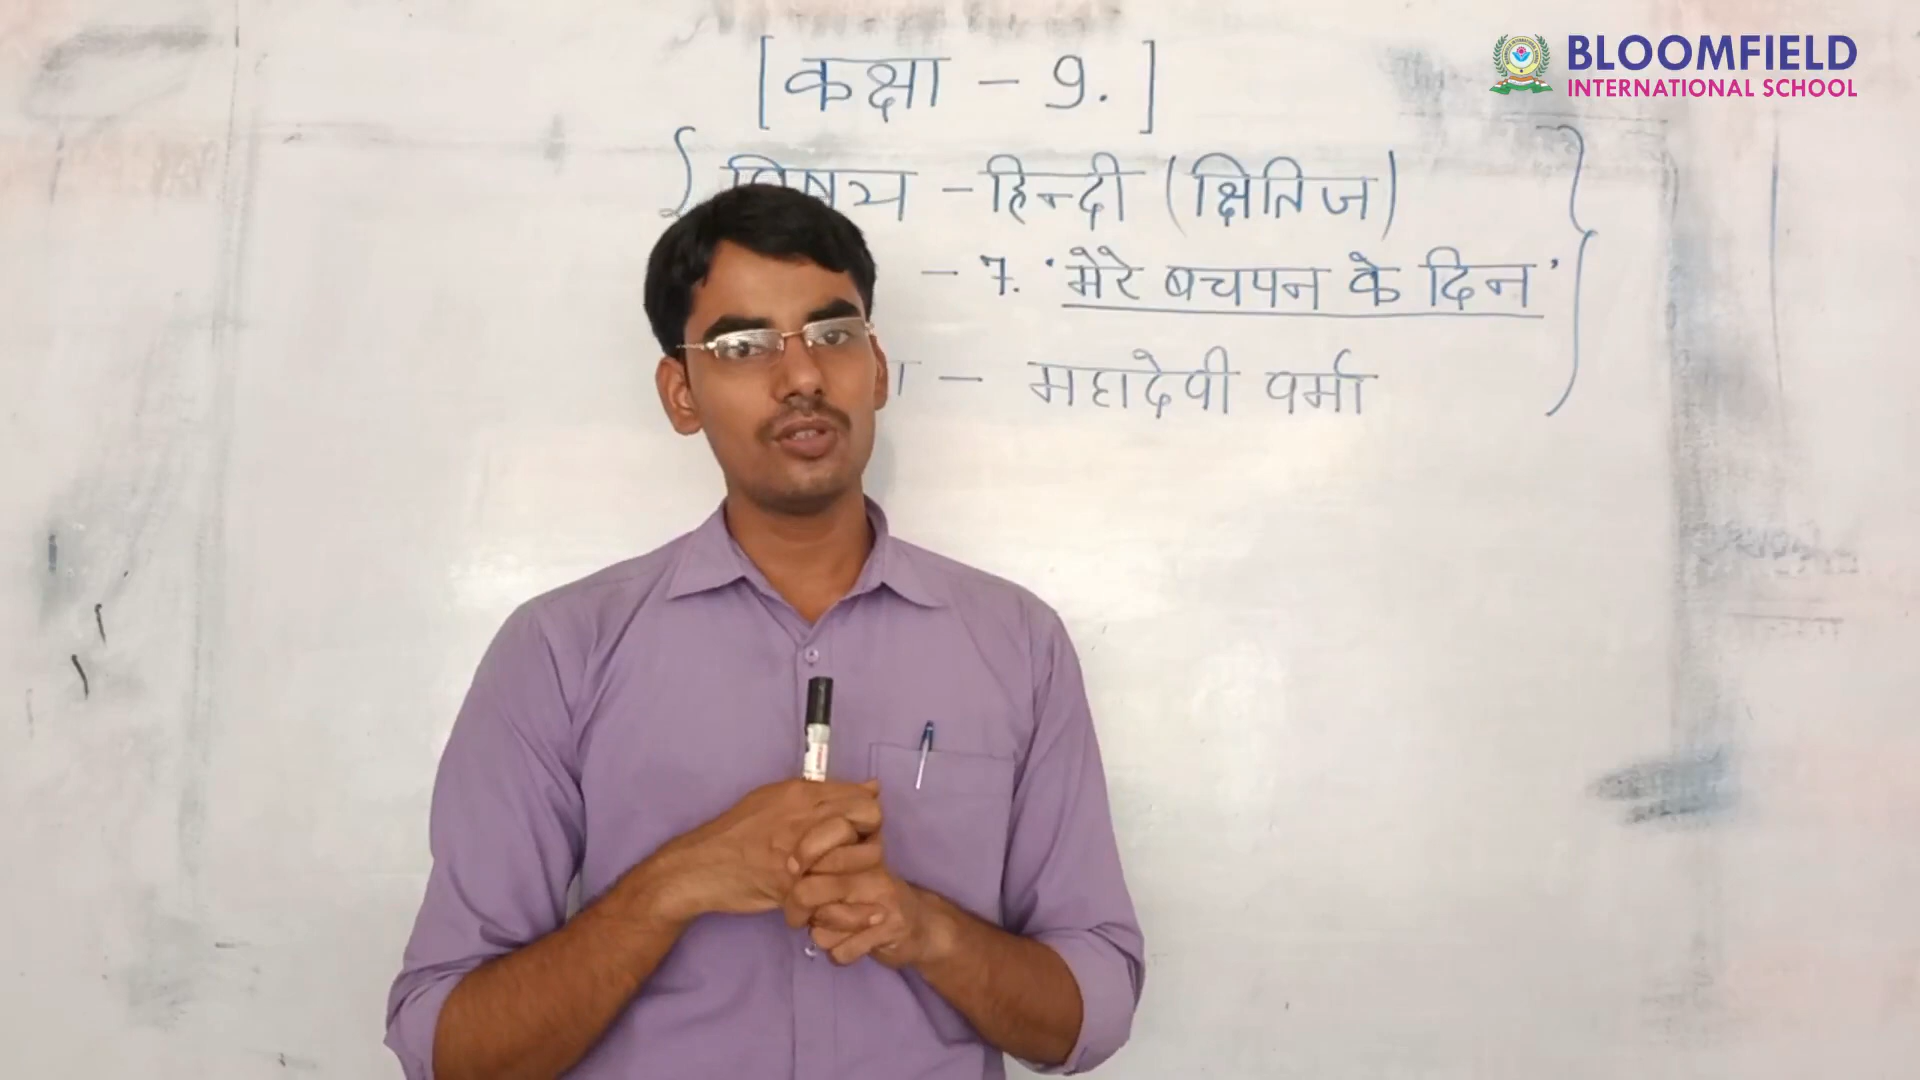 BLOOMFIELD
INTERNATIONAL SCHOOL
[कक्षा - 9.]
विषय - हिन्दी (क्षितिज)
- 7. 'मेरे बचपन के दिन'
- महादेवी वर्मा